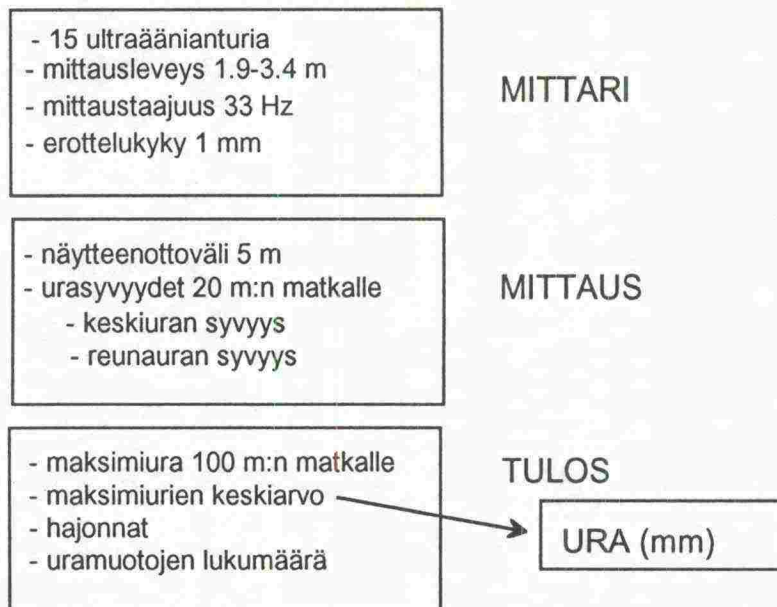 - 15 ultraäänianturia
- mittausleveys 1.9-3.4 m
- mittaustaajuus 33 Hz
- erottelukyky 1 mm
MITTARI
- näytteenottoväli 5 m
- urasyvyydet 20 m:n matkalle
- keskiuran syvyys
- reunauran syvyys
MITTAUS
- maksimiura 100 m:n matkalle
- maksimiurien keskiarvo
- hajonnat
- uramuotojen lukumäärä
TULOS
URA (mm)